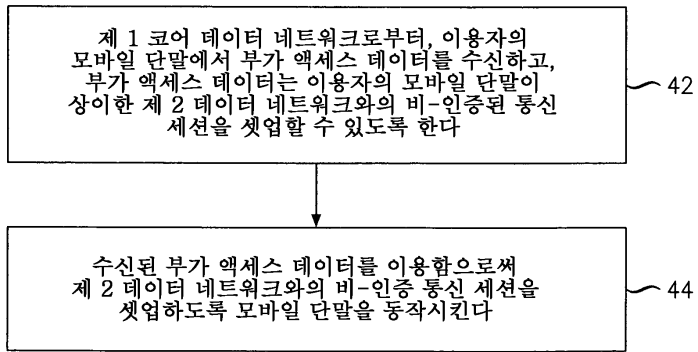 제 1 코어 데이터 네트워크로부터, 이용자의
모바일 단말에서 부가 액세스 데이터를 수신하고,
부가 액세스 데이터는 이용자의 모바일 단말이
상이한 제 2 데이터 네트워크와의 비-인증된 통신
세션을 셋업할 수 있도록 한다
42
수신된 부가 액세스 데이터를 이용함으로써
제 2 데이터 네트워크와의 비-인증 통신 세션을
셋업하도록 모바일 단말을 동작시킨다
44